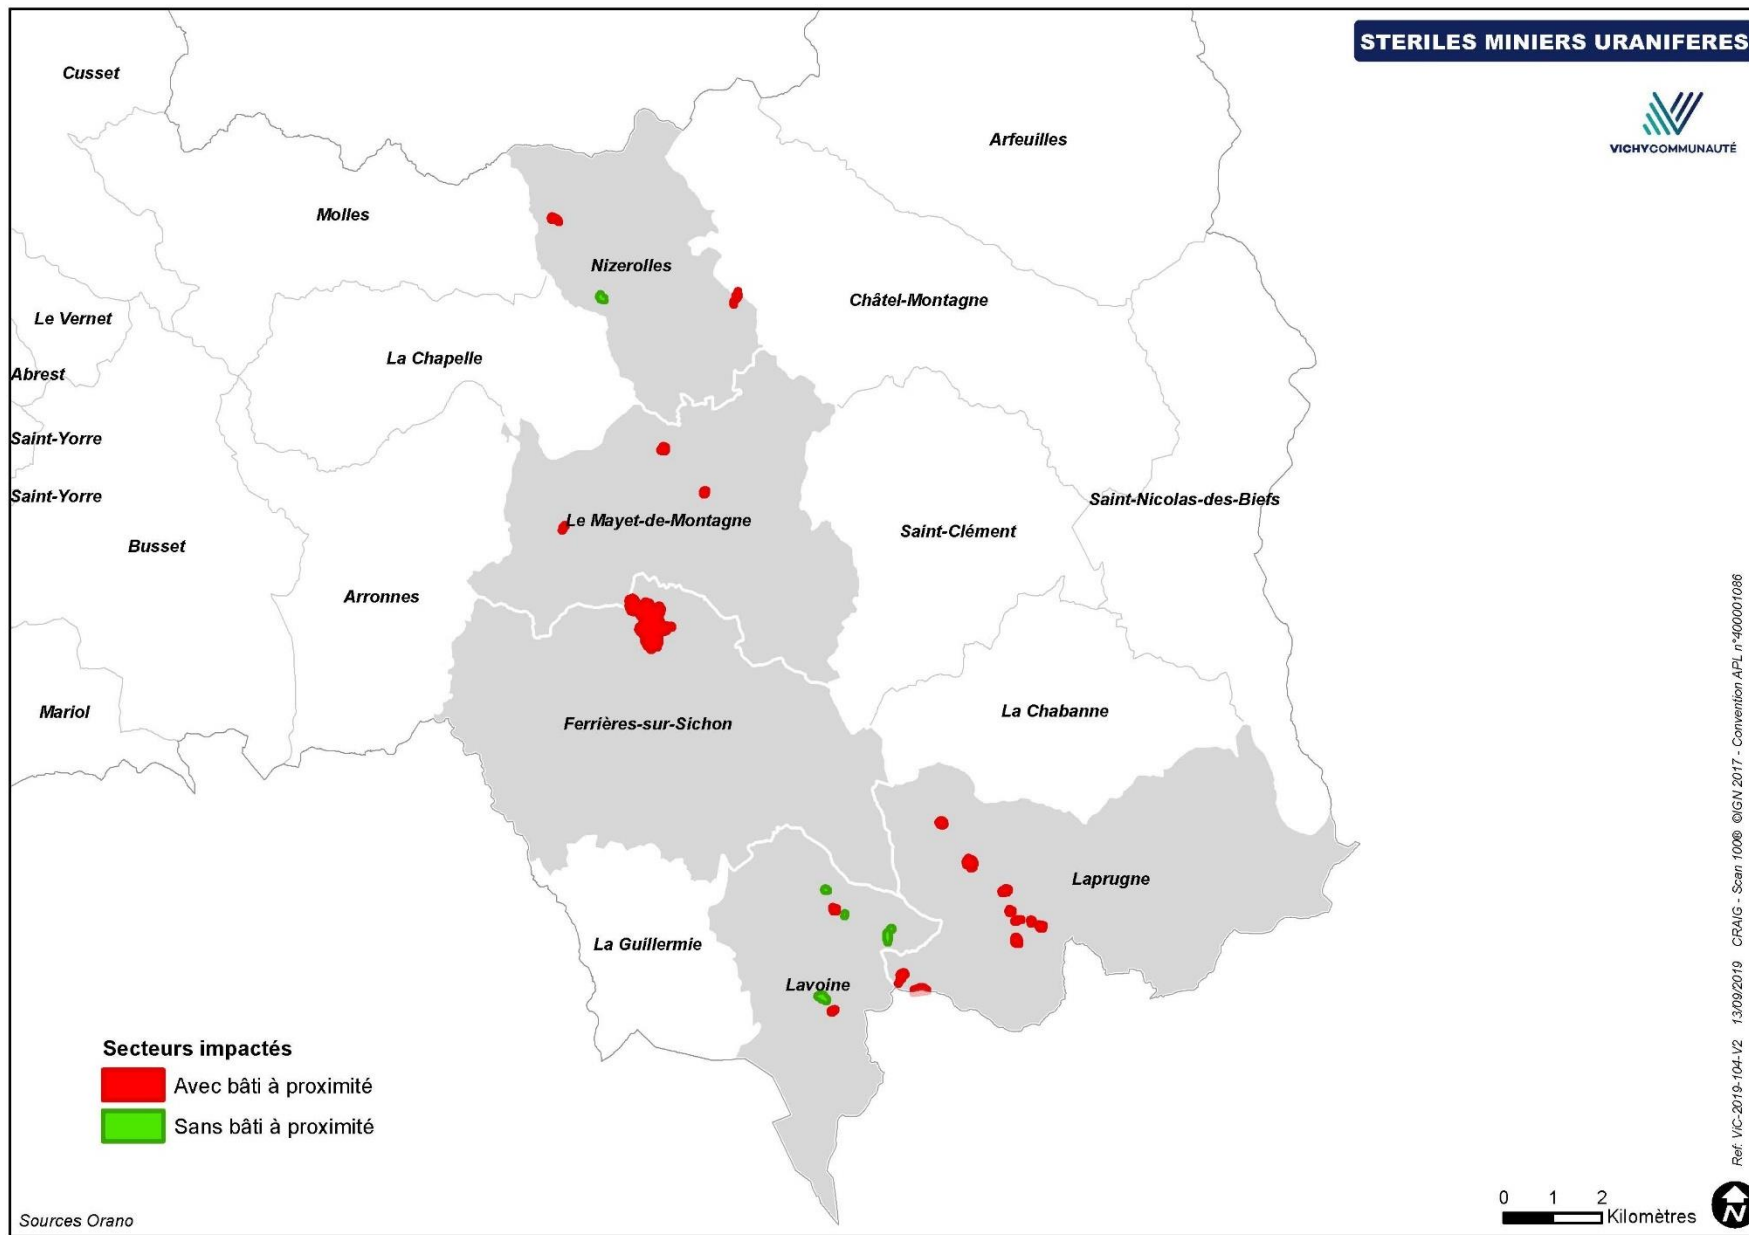 STERILES MINIERS URANIFERES
VICHYCOMMUNAUTÉ
Cusset
Arfeuilles
Molles
Nizerolles
Châtel-Montagne
Le Vernet
La Chapelle
Abrest
Saint-Yorre
Saint-Yorre
Saint-Nicolas-des-Biefs
Le Mayet-de-Montagne
Saint-Clément
Busset
Arronnes
Mariol
La Chabanne
Ferrières-sur-Sichon
Laprugne
La Guillermie
Lavoine
Secteurs impactés
Avec bâti à proximité
Sans bâti à proximité
Sources Orano
0 1 2
Kilomètres
N
Ref: VIC-2019-104-V2 13/09/2019 CRAIG - Scan 100® ©IGN 2017 - Convention APL n°400001086